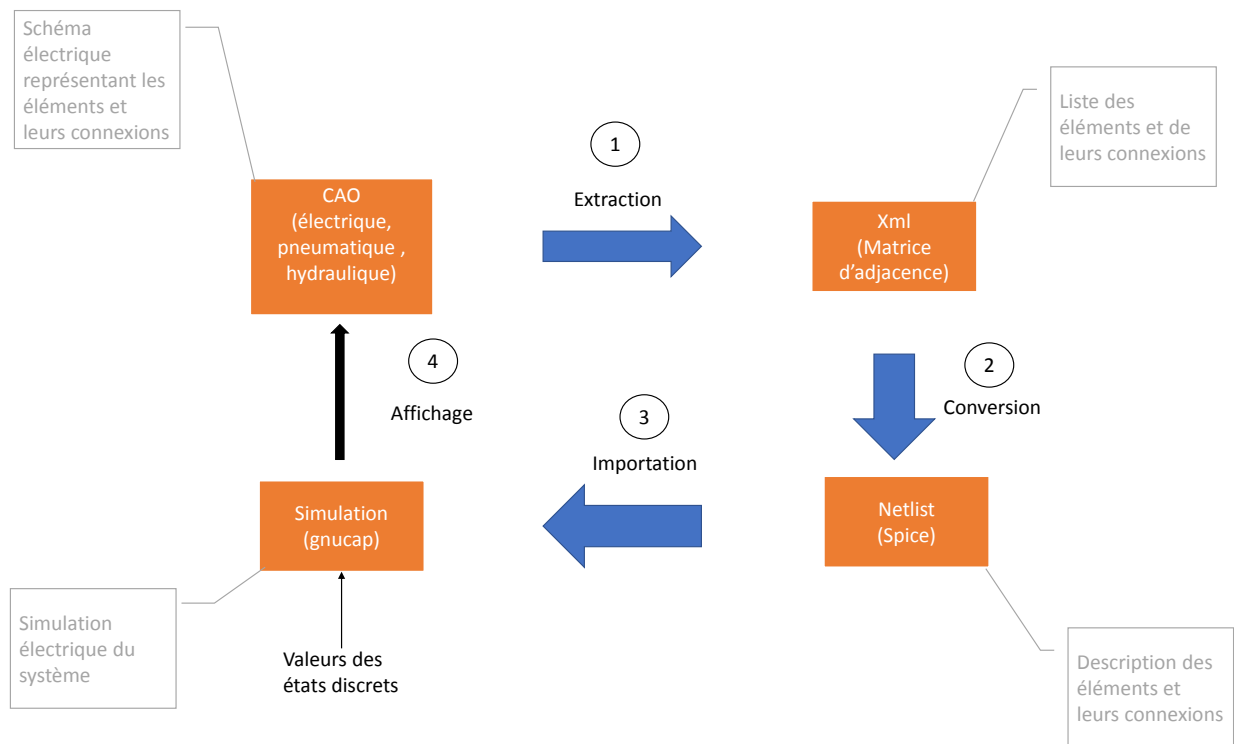 Schéma
électrique
représentant les
éléments et
leurs connexions
1
Extraction
Liste des
éléments et de
leurs connexions
CAO
(électrique,
pneumatique ,
hydraulique)
Xml
(Matrice
d'adjacence)
4
Affichage
2
Conversion
3
Importation
Simulation
(gnucap)
Netlist
(Spice)
Simulation
électrique du
système
Valeurs des
états discrets
Description des
éléments et
leurs connexions